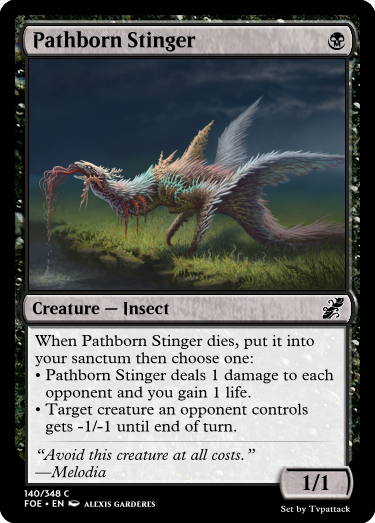 Pathborn Stinger
Creature — Insect
When Pathborn Stinger dies, put it into
your sanctum then choose one:
• Pathborn Stinger deals 1 damage to each
opponent and you gain 1 life.
• Target creature an opponent controls
gets -1/-1 until end of turn.
“Avoid this creature at all costs.”
—Melodia
1/1
140/348 C
FOE • EN ALEXIS GARDERES
Set by Tvpattack